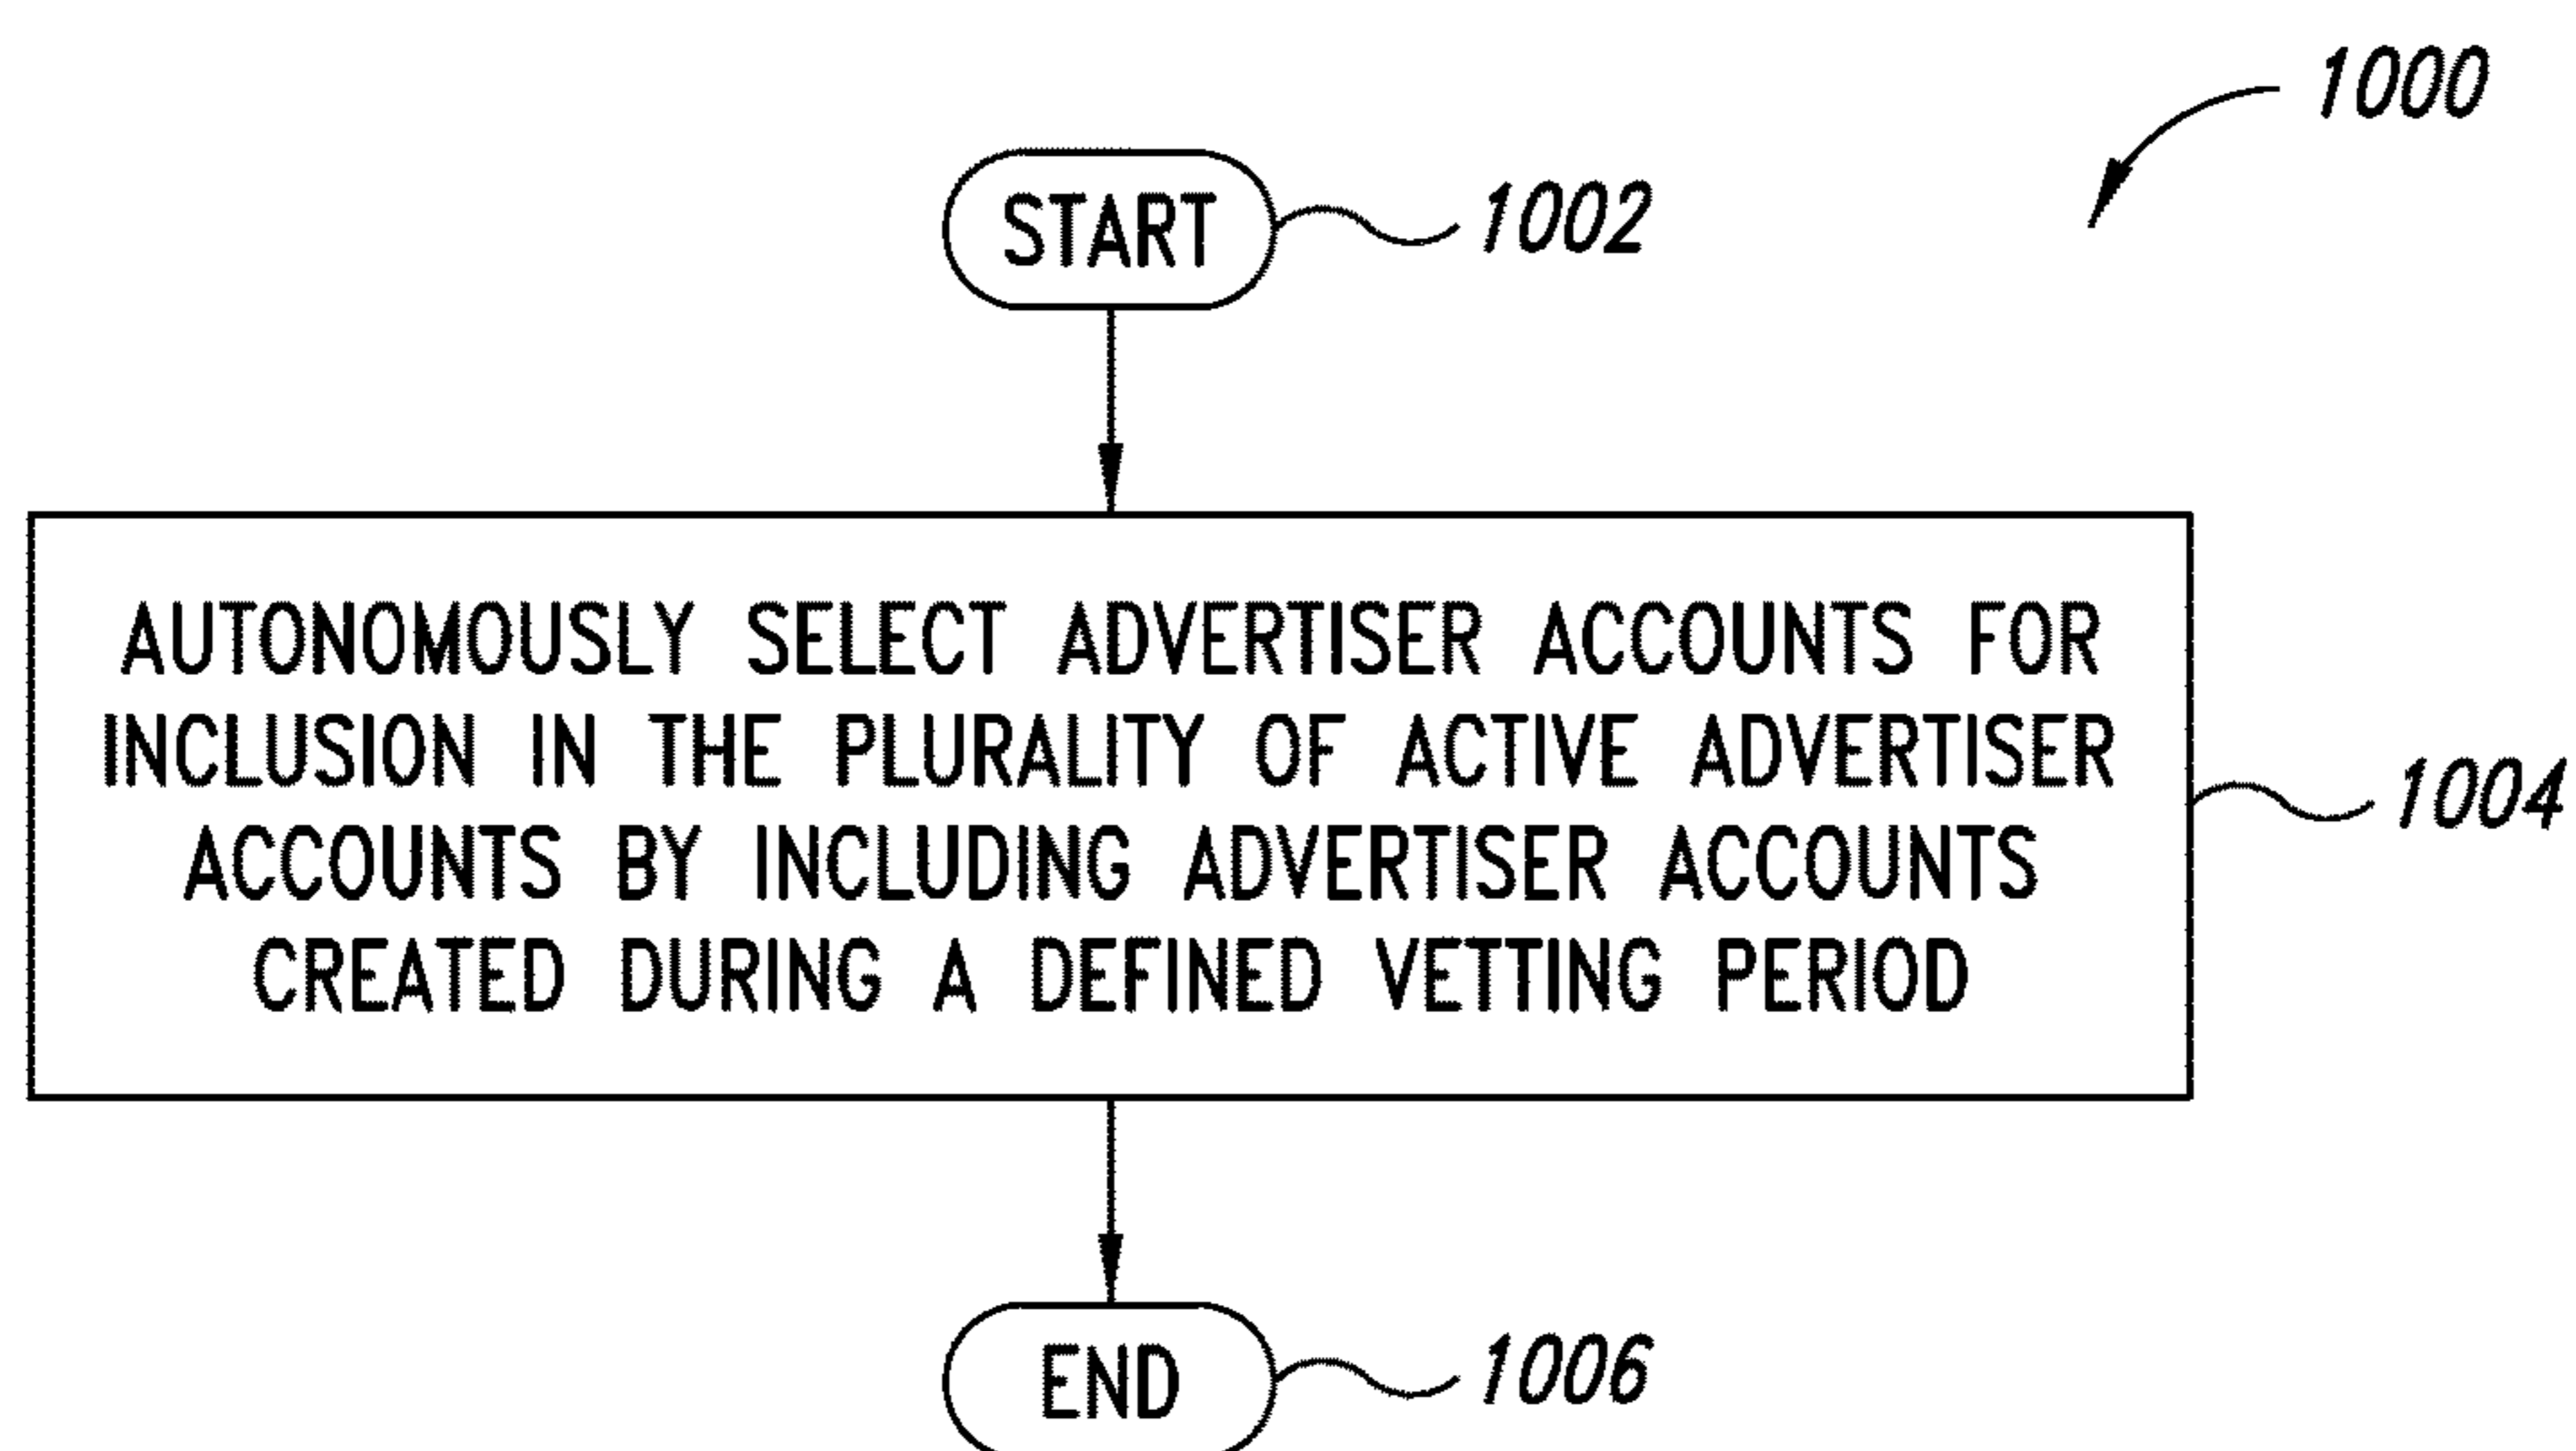 1000
START
1002
AUTONOMOUSLY SELECT ADVERTISER ACCOUNTS FOR
INCLUSION IN THE PLURALITY OF ACTIVE ADVERTISER
ACCOUNTS BY INCLUDING ADVERTISER ACCOUNTS
CREATED DURING A DEFINED VETTING PERIOD
1004
END
1006